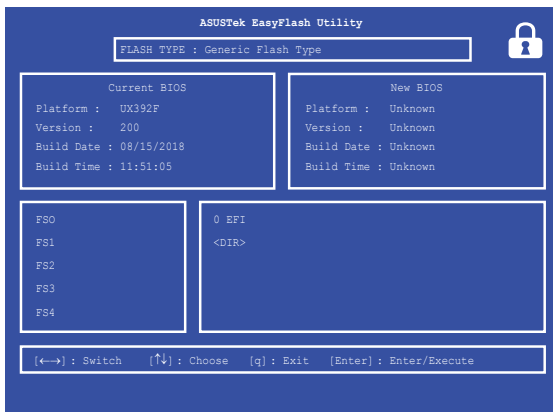 ASUSTek EasyFlash Utility
FLASH TYPE : Generic Flash Type
Current BIOS
Platform : UX392F
Version : 200
Build Date : 08/15/2018
Build Time : 11:51:05
New BIOS
Platform : Unknown
Version : Unknown
Build Date : Unknown
Build Time : Unknown
FSO
FS1
FS2
FS3
FS4
0 EFI
<DIR>
[←→] : Switch [↑↓] : Choose [q] : Exit [Enter] : Enter/Execute